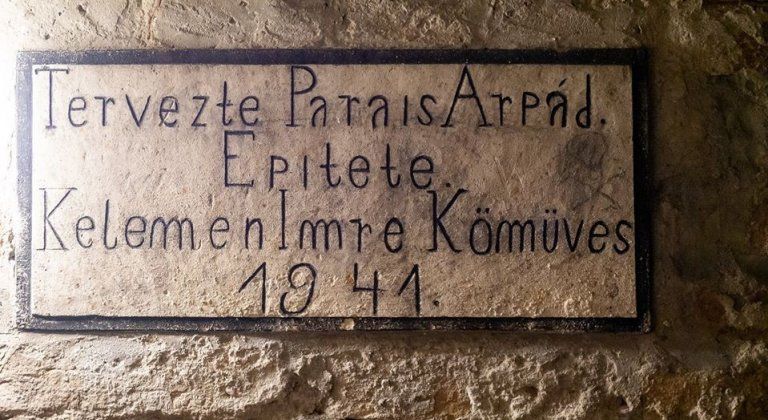 Tervezte Parais Arpád.
Epitete.
Kelemen Imre Kömüves
1941.